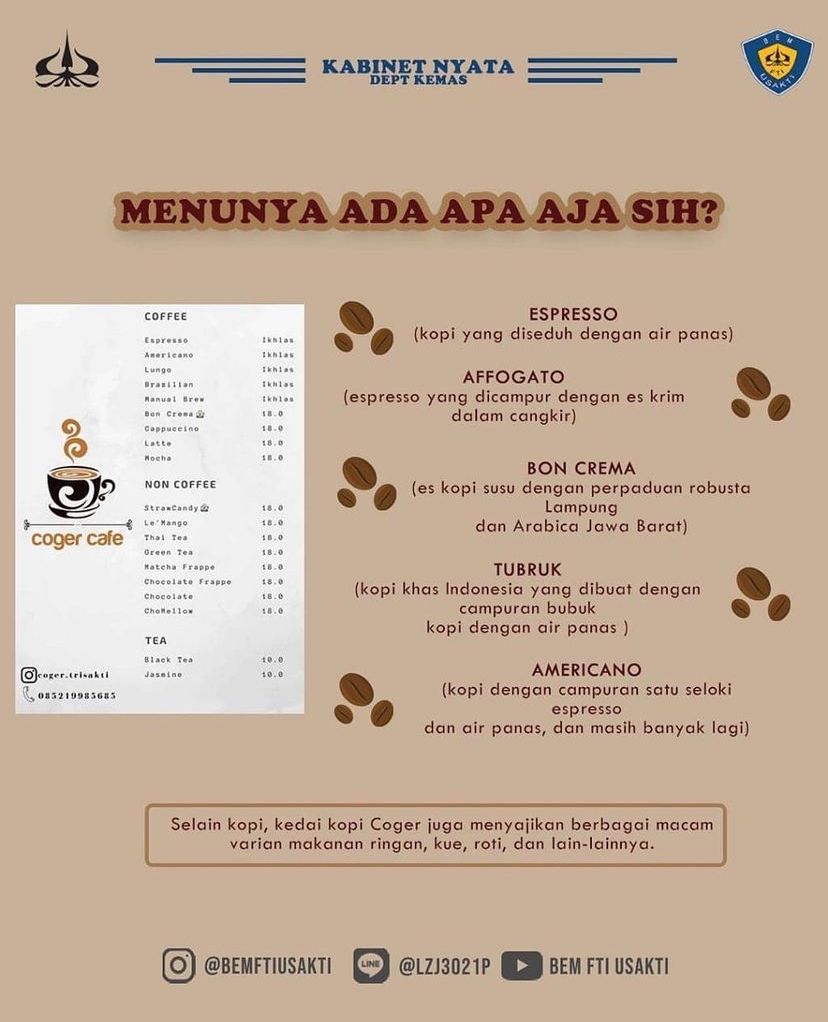 KABINET NYATA
DEPT KEMAS
BEM
FTI
USAKTI
MENUNYA ADA APA AJA SIH?
COFFEE
Espresso Ikhlas
Americano Ikhlas
Lungo Ikhlas
Brazilian Ikhlas
Manual Brew Ikhlas
Bon Crema 18.0
Cappuccino 18.0
Latte 18.0
Mocha 18.0
NON COFFEE
StrawCandy 18.0
Le'Mango 18.0
Thai Tea 18.0
Green Tea 18.0
Matcha Frappe 18.0
Chocolate Frappe 18.0
Chocolate 18.0
ChoMellow 18.0
TEA
Black Tea 10.0
Jasmine 10.0
coger cafe
coger.trisakti
085219985685
ESPRESSO
(kopi yang diseduh dengan air panas)
AFFOGATO
(espresso yang dicampur dengan es krim
dalam cangkir)
BON CREMA
(es kopi susu dengan perpaduan robusta
Lampung
dan Arabica Jawa Barat)
TUBRUK
(kopi khas Indonesia yang dibuat dengan
campuran bubuk
kopi dengan air panas )
AMERICANO
(kopi dengan campuran satu seloki
espresso
dan air panas, dan masih banyak lagi)
Selain kopi, kedai kopi Coger juga menyajikan berbagai macam
varian makanan ringan, kue, roti, dan lain-lainnya.
@BEMFTIUSAKTI LINE @LZJ3021P BEM FTI USAKTI